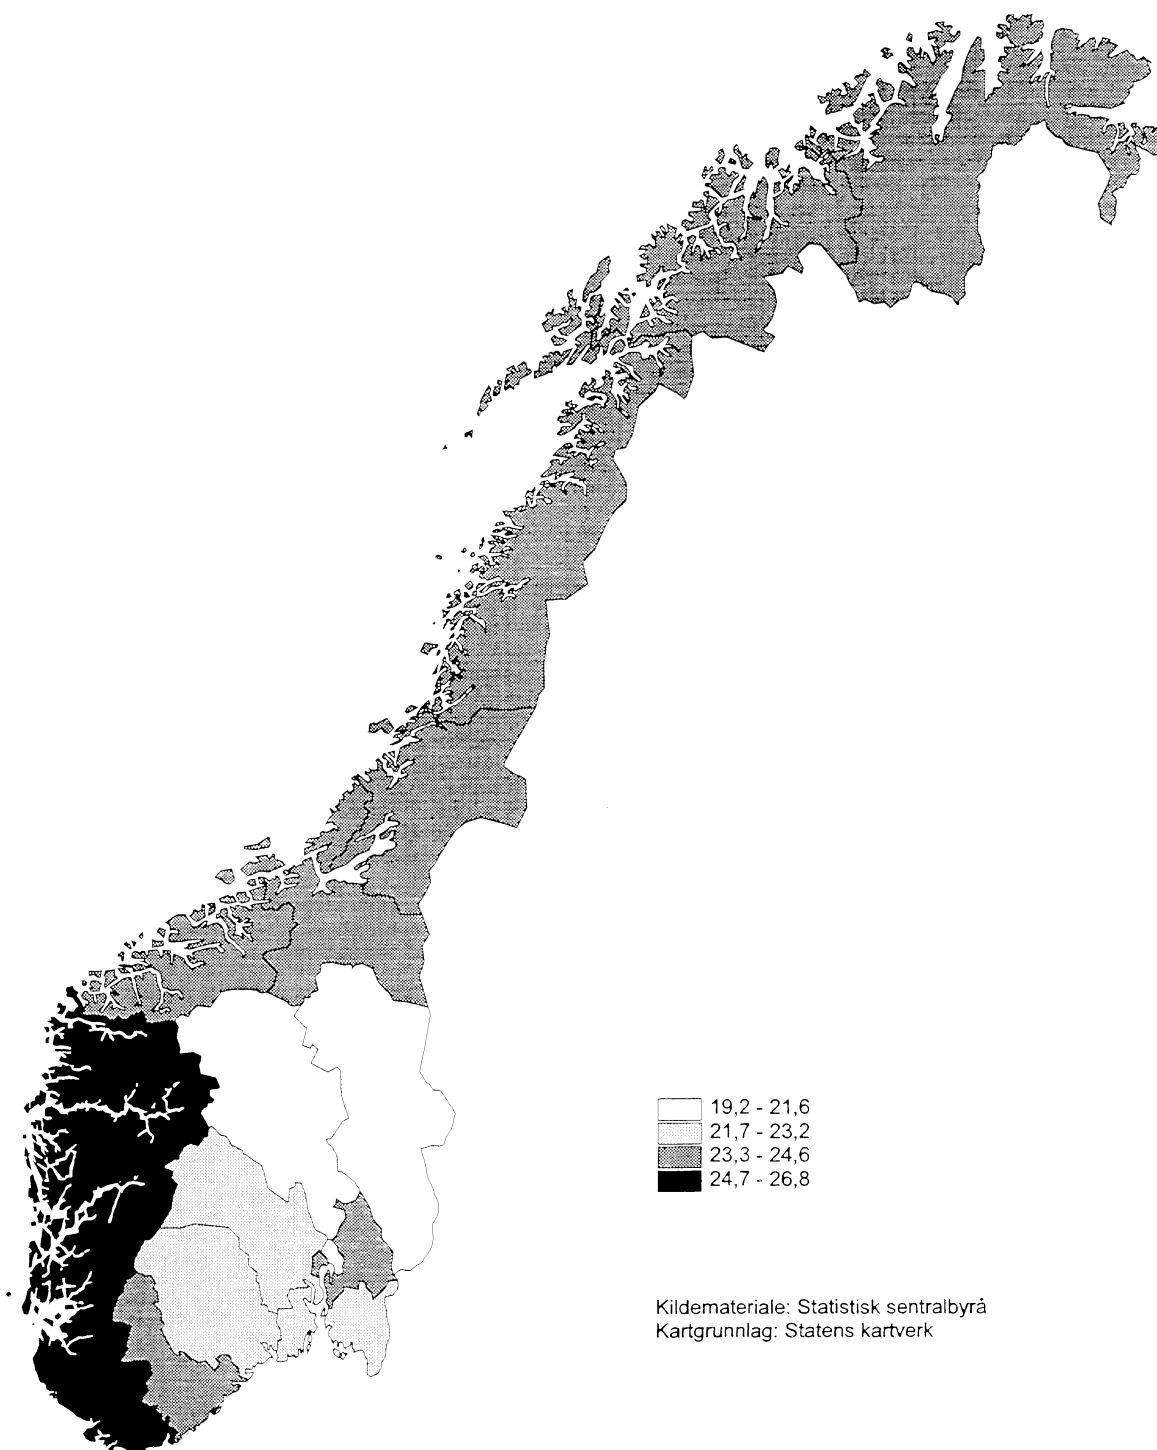 19,2 - 21,6
21,7 - 23,2
23,3 - 24,6
24,7 - 26,8
Kildemateriale: Statistisk sentralbyrå
Kartgrunnlag: Statens kartverk